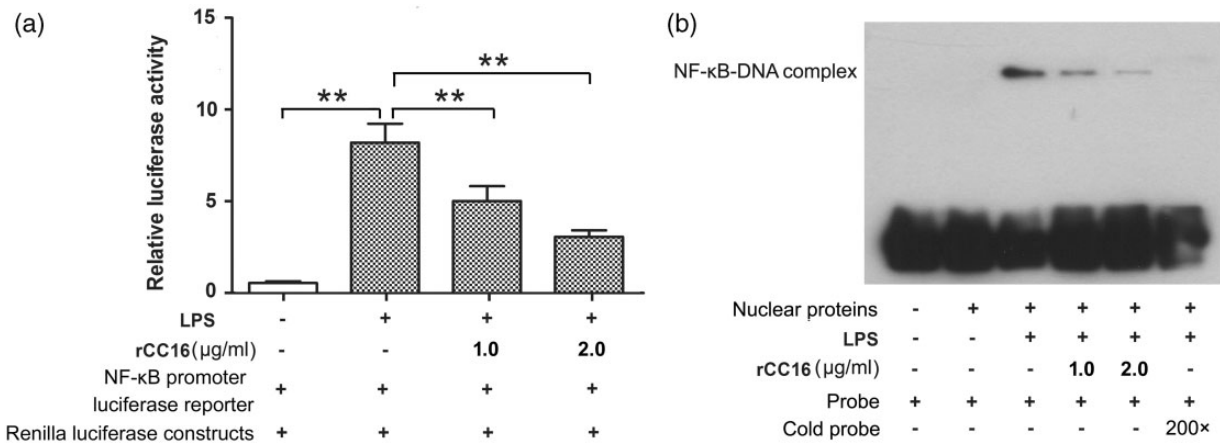 (a)
Relative luciferase activity
15
10
5
0
** ** **
LPS - + + +
rCC16 (μg/ml) - - 1.0 2.0
NF-κB promoter
luciferase reporter + + + +
Renilla luciferase constructs + + + +
(b)
NF-κB-DNA complex
Nuclear proteins - + + + + +
LPS - - + + + +
rCC16 (μg/ml) - - - 1.0 2.0 -
Probe + + + + + +
Cold probe - - - - - 200×